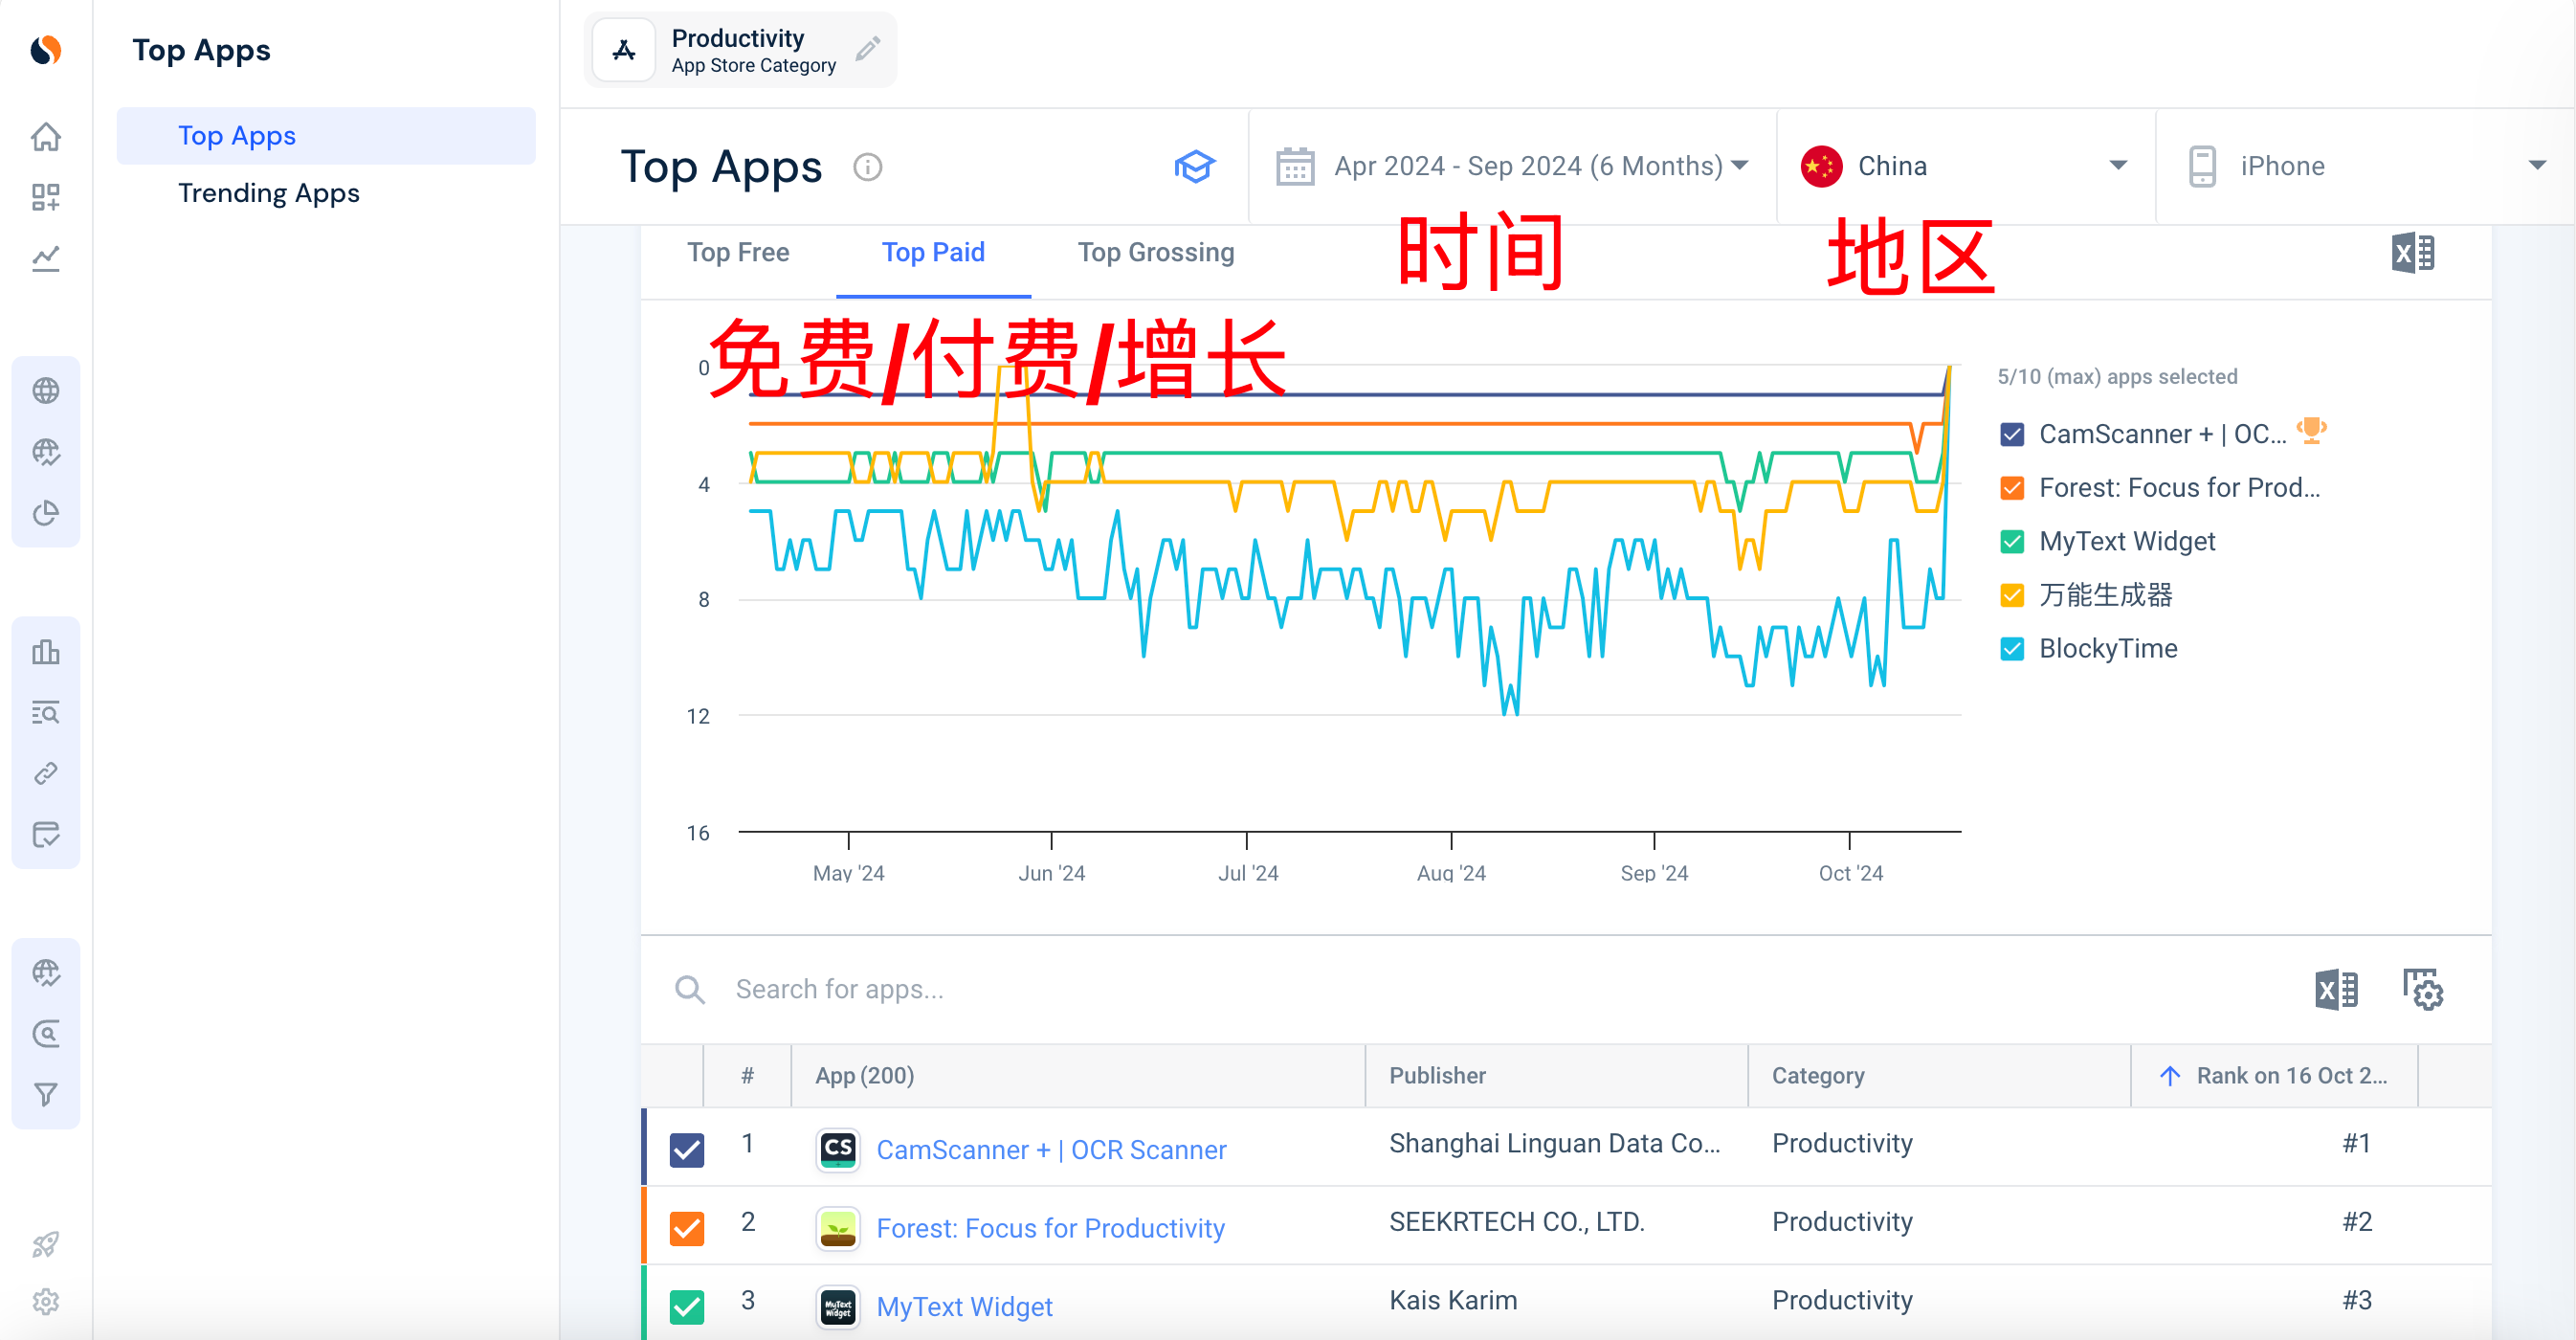 Top Apps
Top Apps
Trending Apps
Productivity
App Store Category
Top Apps
Apr 2024 - Sep 2024 (6 Months)
China
iPhone
时间
地区
Top Free
Top Paid
Top Grossing
免费/付费/增长
0
4
8
12
16
May '24
Jun '24
Jul '24
Aug '24
Sep '24
Oct '24
5/10 (max) apps selected
CamScanner + | OC...
Forest: Focus for Prod...
MyText Widget
万能生成器
BlockyTime
Search for apps...
# App (200) Publisher Category Rank on 16 Oct 2...
1 CS CamScanner + | OCR Scanner Shanghai Linguan Data Co... Productivity #1
2 Forest: Focus for Productivity SEEKRTECH CO., LTD. Productivity #2
3 MyText Widget MyText Widget Kais Karim Productivity #3